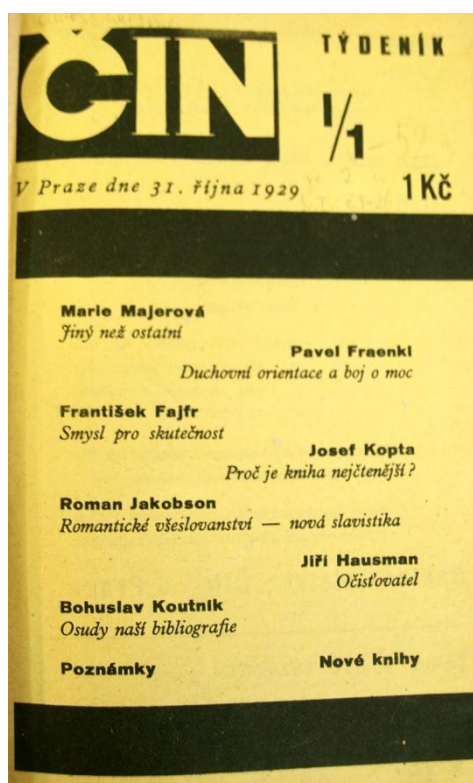 ČIN
TÝDENÍK
I/1
V Praze dne 31. října 1929
1 Kč
Marie Majerová
Jiný než ostatní
Pavel Fraenkl
Duchovní orientace a boj o moc
František Fajfr
Smysl pro skutečnost
Josef Kopta
Proč je kniha nejčtenější?
Roman Jakobson
Romantické všeslovanství — nová slavistika
Jiří Hausman
Očisťovatel
Bohuslav Koutník
Osudy naší bibliografie
Poznámky
Nové knihy